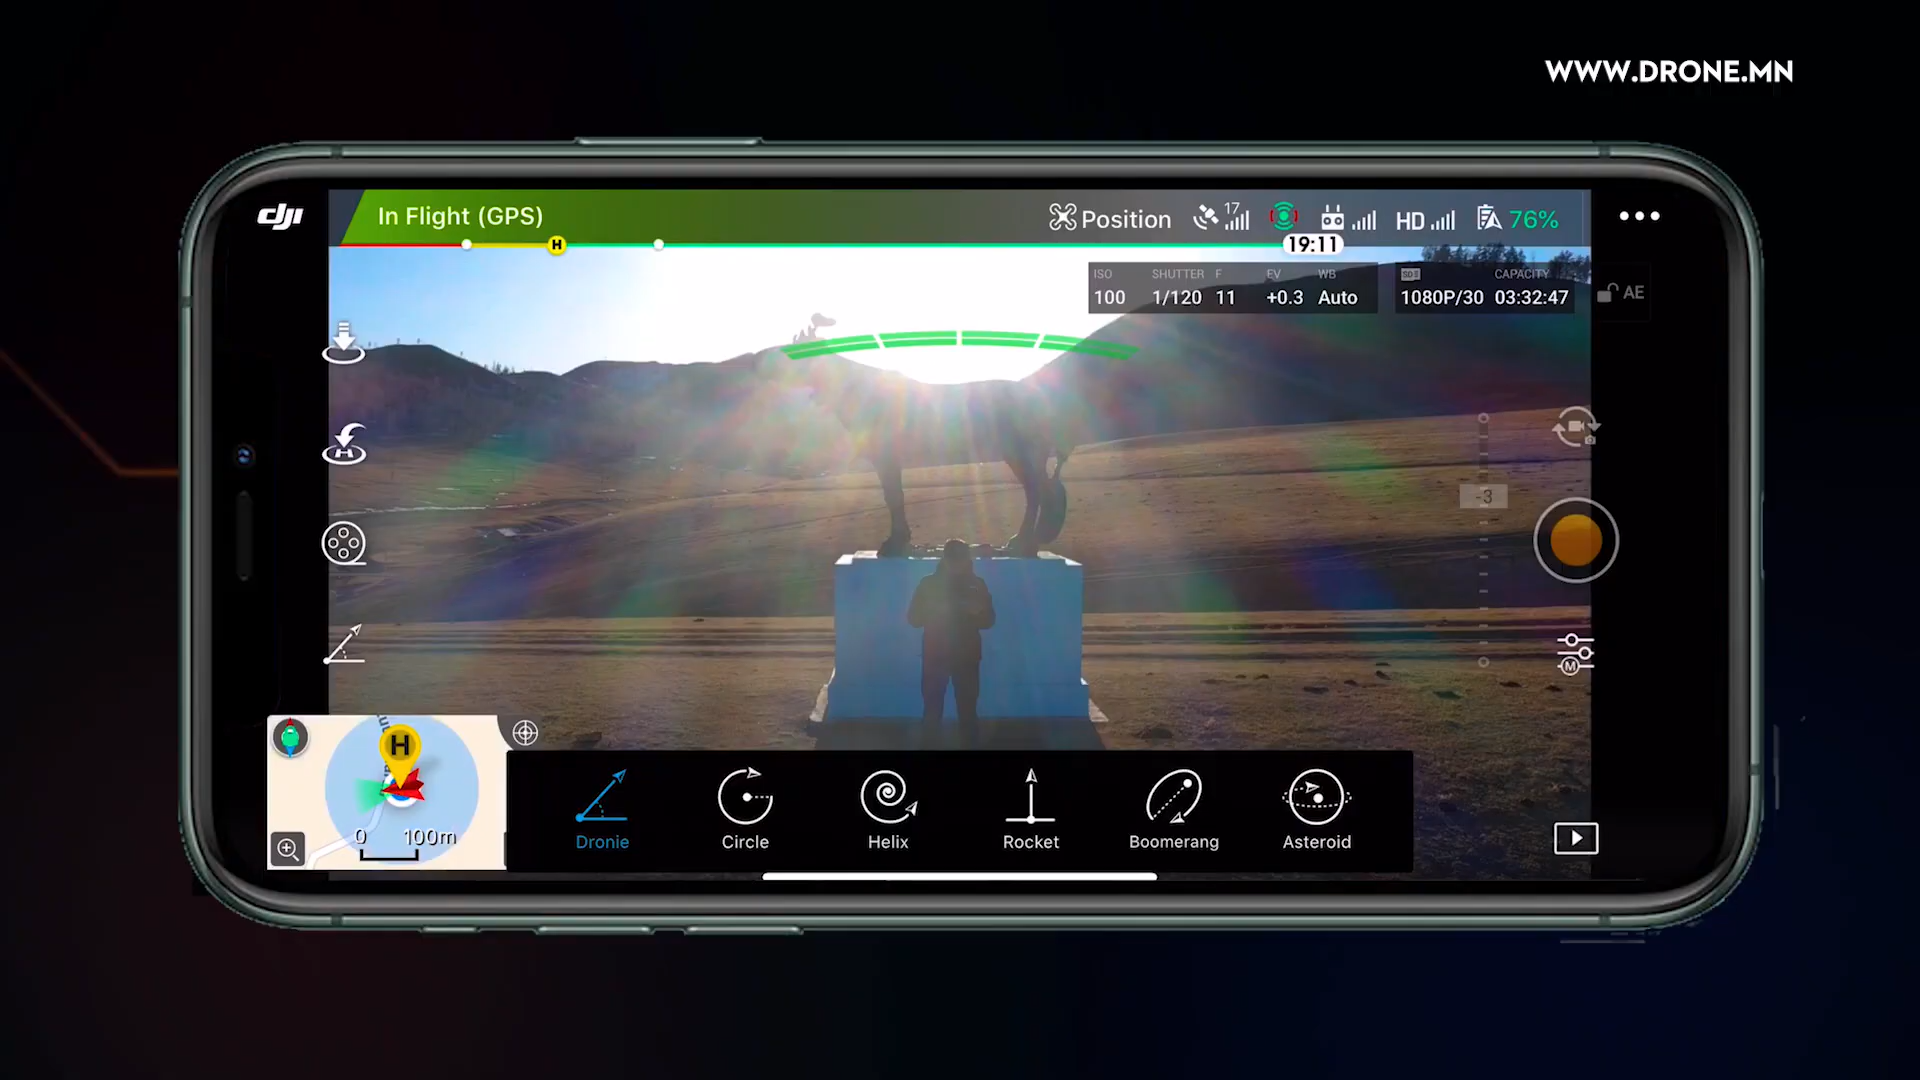 WWW.DRONE.MN
dji
In Flight (GPS)
Position
17
HD
76%
H
19:11
ISO
100
SHUTTER
1/120
F
11
EV
+0.3
WB
Auto
SD
1080P/30
CAPACITY
03:32:47
AE
H
-3
M
H
0 100m
Dronie
Circle
Helix
Rocket
Boomerang
Asteroid